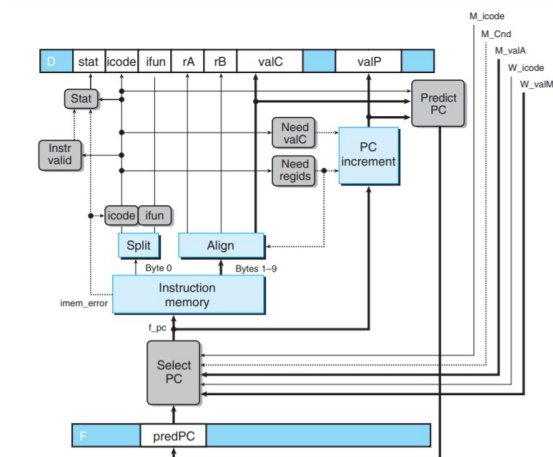 M_icode
M_Cnd
M_valA
W_icode
W_valM
D stat icode ifun rA rB valC valP
Stat
Predict
PC
Instr
valid
Need
valC
Need
regids
PC
increment
icode ifun
Split
Align
Byte 0
Bytes 1–9
Instruction
memory
imem_error
f_pc
Select
PC
F predPC